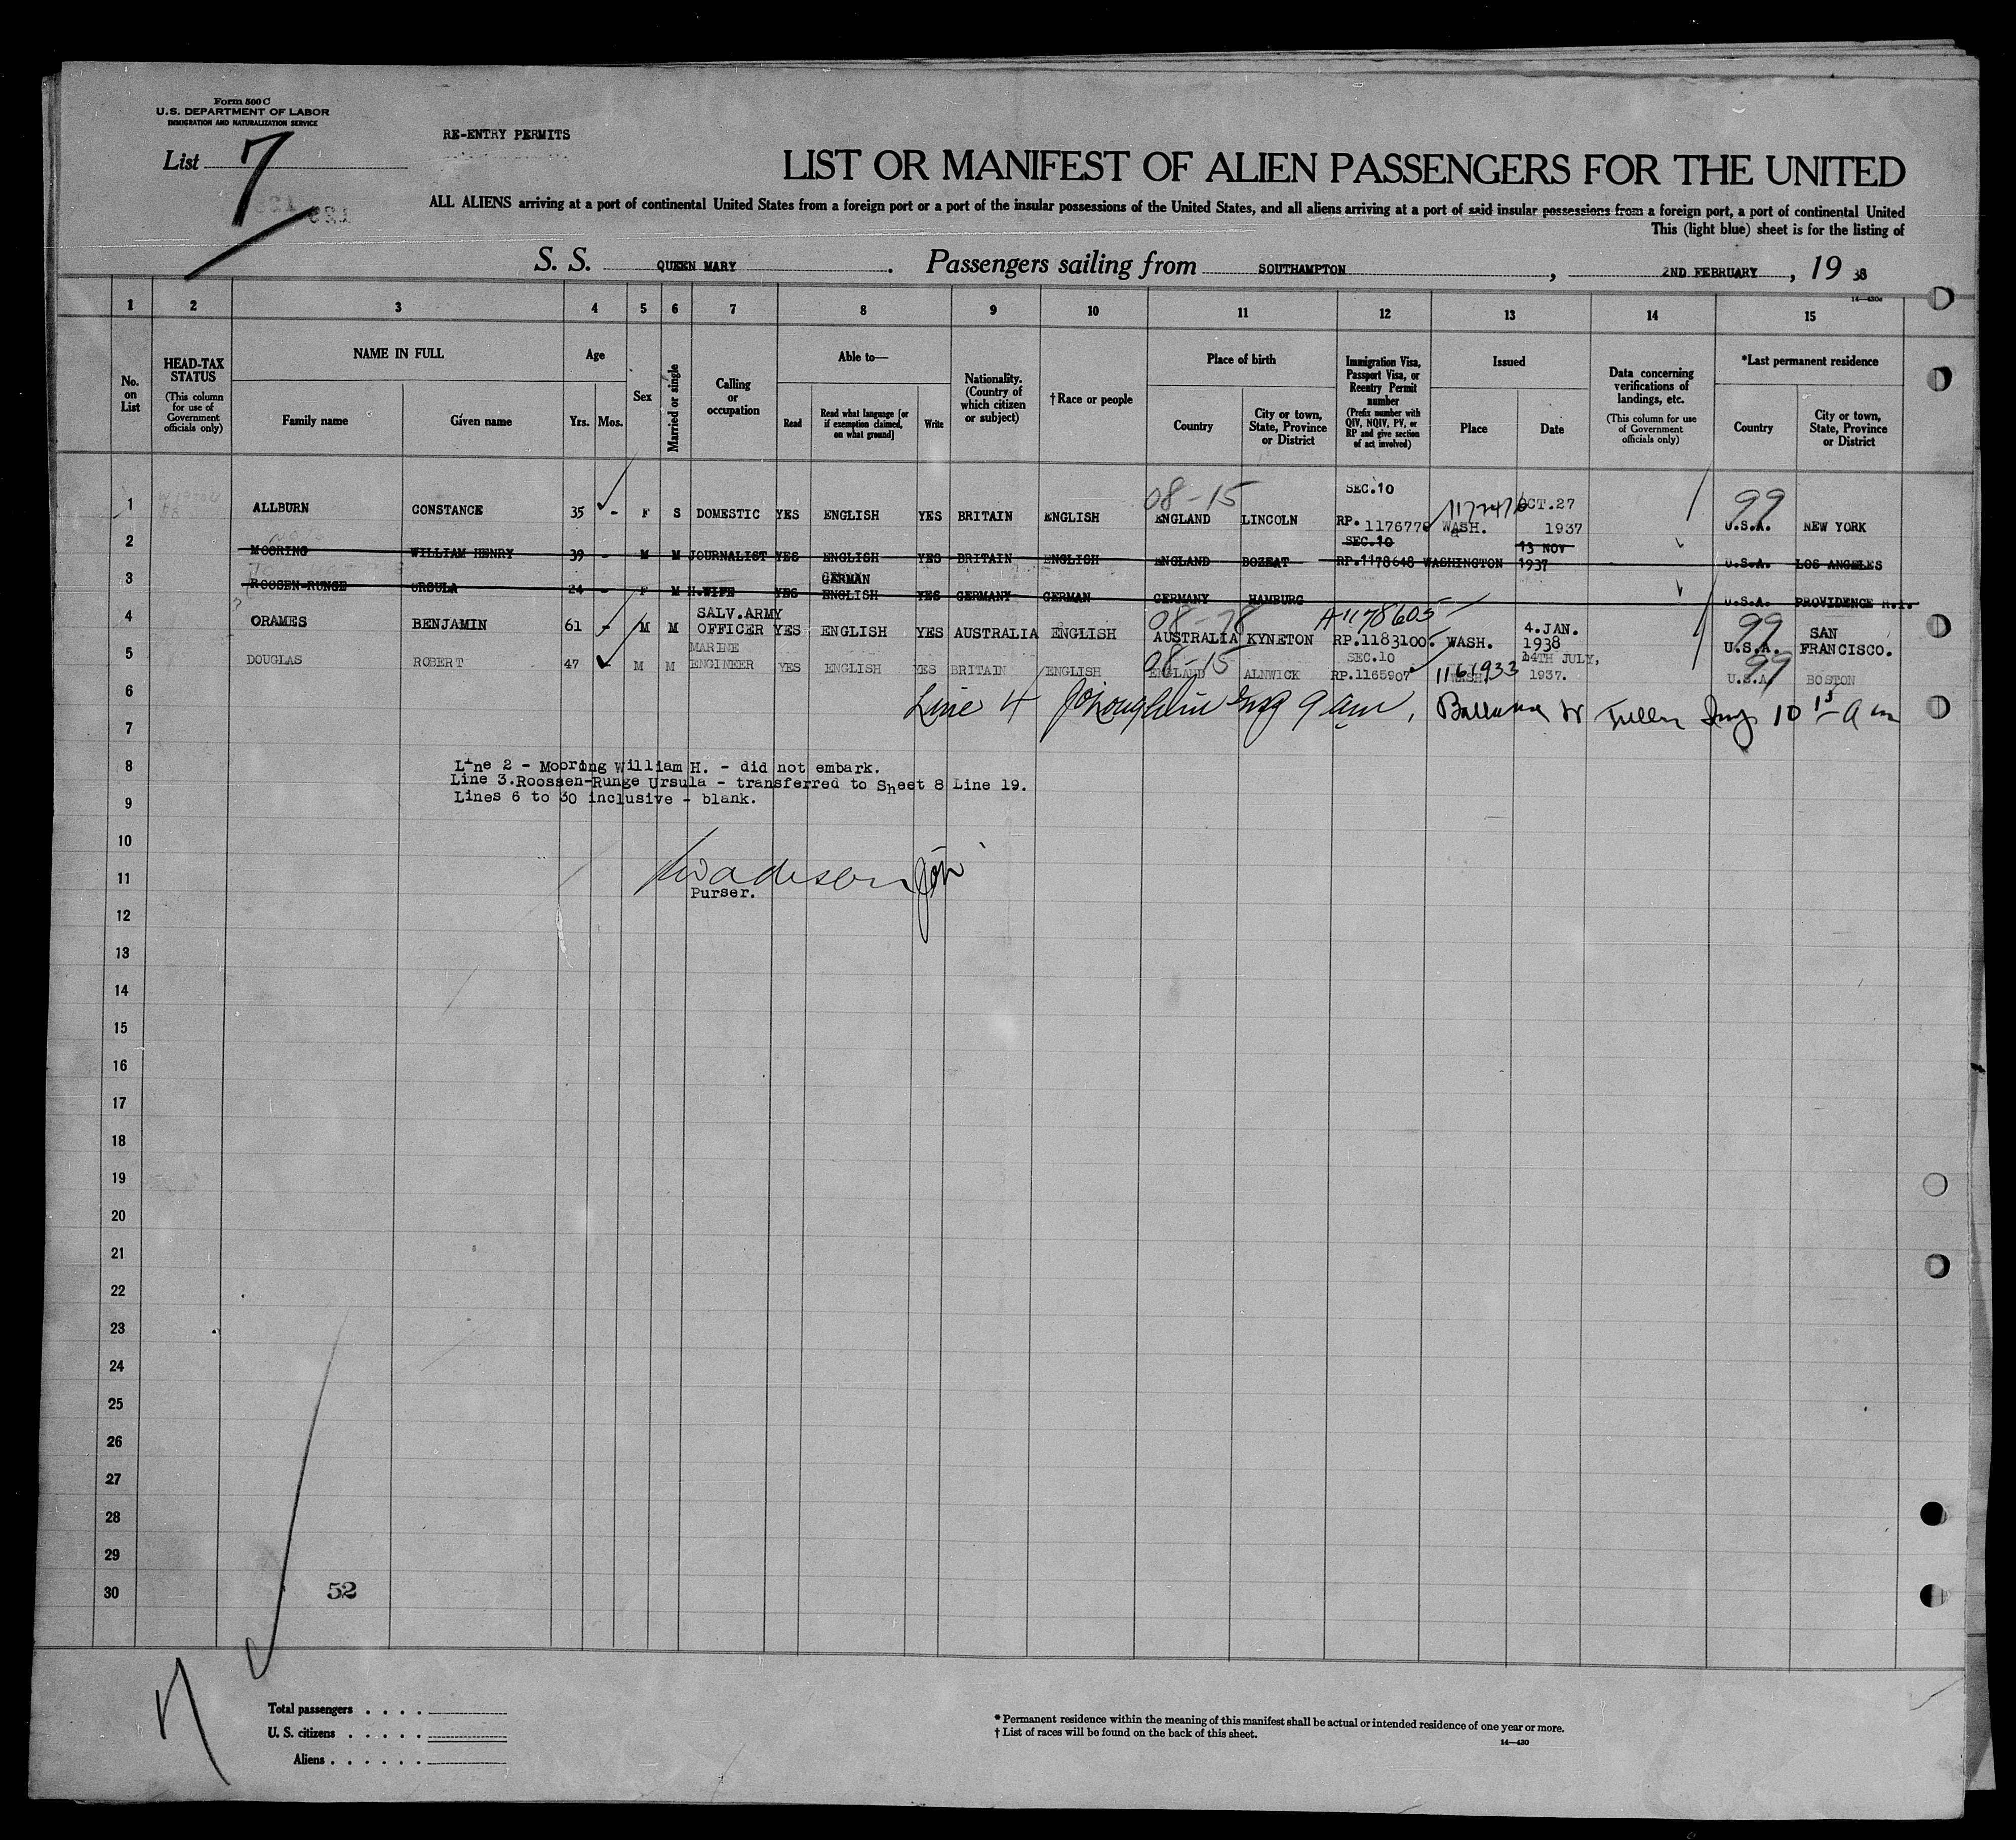 Form 500 C
U.S. DEPARTMENT OF LABOR
IMMIGRATION AND NATURALIZATION SERVICE
RE-ENTRY PERMITS
List 7
LIST OR MANIFEST OF ALIEN PASSENGERS FOR THE UNITED
ALL ALIENS arriving at a port of continental United States from a foreign port or a port of the insular possessions of the United States, and all aliens arriving at a port of said insular possessions from a foreign port, a port of continental United
This (light blue) sheet is for the listing of
S. S. QUEEN MARY. Passengers sailing from SOUTHAMPTON, 2ND FEBRUARY, 19 38
14—430c
1 2 3 4 5 6 7 8 9 10 11 12 13 14 15
No. on List
HEAD-TAX STATUS
(This column for use of Government officials only)
NAME IN FULL
Family name
Given name
Age
Yrs. Mos.
Sex
Married or single
Calling or occupation
Able to—
Read
Read what language [or if exemption claimed, on what ground]
Write
Nationality. (Country of which citizen or subject)
†Race or people
Place of birth
Country
City or town, State, Province or District
Immigration Visa, Passport Visa, or Reentry Permit number
(Prefix number with QIV, NQIV, PV, or RP and give section of act involved)
Issued
Place
Date
Data concerning verifications of landings, etc.
(This column for use of Government officials only)
*Last permanent residence
Country
City or town, State, Province or District
08-15 SEC.10 1177476 OCT.27 99
1 ALLBURN CONSTANCE 35 - F S DOMESTIC YES ENGLISH YES BRITAIN ENGLISH ENGLAND LINCOLN RP. 1176779 WASH. 1937 U.S.A. NEW YORK
SEC.10 13 NOV
2 MOORING WILLIAM HENRY 39 - M M JOURNALIST YES ENGLISH YES BRITAIN ENGLISH ENGLAND BOZEAT RP.1178648 WASHINGTON 1937 U.S.A. LOS ANGELES
GERMAN
3 ROOSEN-RUNGE URSULA 24 - F M H.WIFE YES ENGLISH YES GERMANY GERMAN GERMANY HAMBURG U.S.A. PROVIDENCE R.I.
SALV.ARMY 08-78 A1178605 4.JAN. 99 SAN
4 ORAMES BENJAMIN 61 - M M OFFICER YES ENGLISH YES AUSTRALIA ENGLISH AUSTRALIA KYNETON RP.1183100. WASH. 1938 U.S.A. FRANCISCO.
MARINE 08-15 SEC.10 1161933 14TH JULY, 99
5 DOUGLAS ROBERT 47 M M ENGINEER YES ENGLISH YES BRITAIN ENGLISH ENGLAND ALNWICK RP.1165907 WASH. 1937. U.S.A. BOSTON
6
Line 4
7
8 Line 2 - Mooring William H. - did not embark.
Line 3.Roossen-Runge Ursula - transferred to Sheet 8 Line 19.
9 Lines 6 to 30 inclusive - blank.
10
11
Purser.
12
13
14
15
16
17
18
19
20
21
22
23
24
25
26
27
28
29
30
52
Total passengers . . . .
U. S. citizens . . . . .
Aliens . . . . . .
* Permanent residence within the meaning of this manifest shall be actual or intended residence of one year or more.
† List of races will be found on the back of this sheet.
14—430